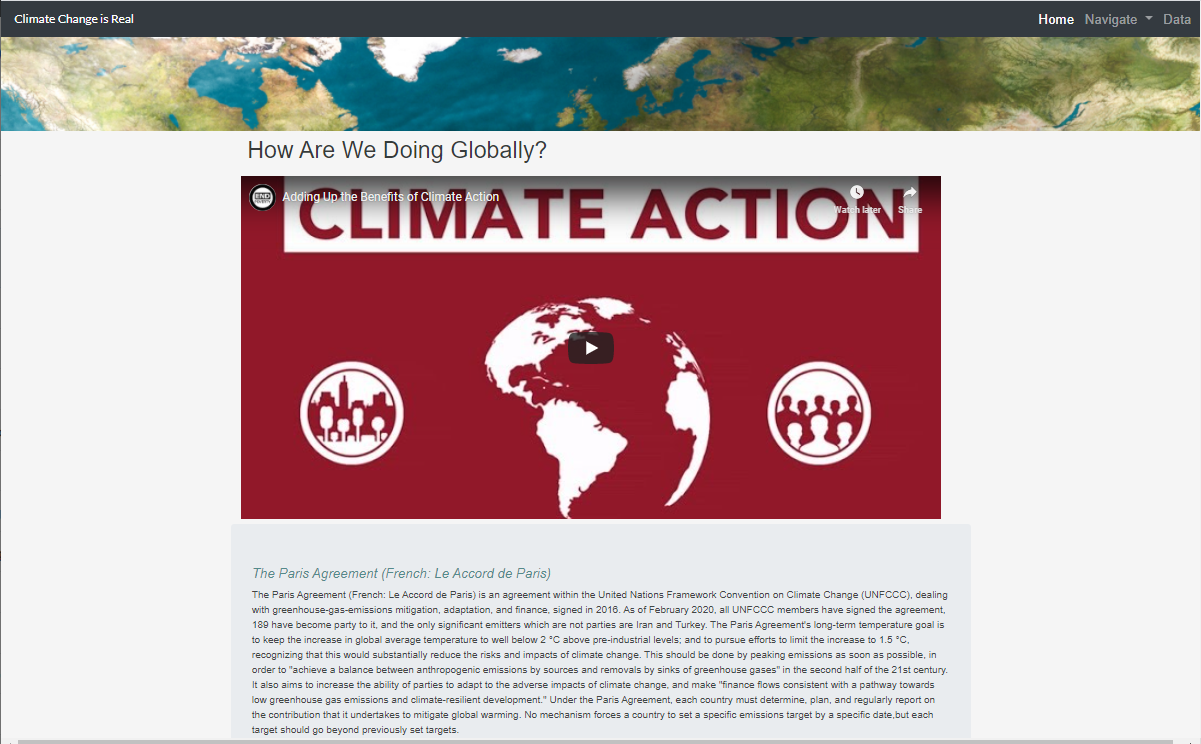 Climate Change is Real
Home Navigate Data
How Are We Doing Globally?
END
Adding Up the Benefits of Climate Action
Watch later Share
CLIMATE ACTION
The Paris Agreement (French: Le Accord de Paris)
The Paris Agreement (French: Le Accord de Paris) is an agreement within the United Nations Framework Convention on Climate Change (UNFCCC), dealing
with greenhouse-gas-emissions mitigation, adaptation, and finance, signed in 2016. As of February 2020, all UNFCCC members have signed the agreement,
189 have become party to it, and the only significant emitters which are not parties are Iran and Turkey. The Paris Agreement's long-term temperature goal is
to keep the increase in global average temperature to well below 2 °C above pre-industrial levels; and to pursue efforts to limit the increase to 1.5 °C,
recognizing that this would substantially reduce the risks and impacts of climate change. This should be done by peaking emissions as soon as possible, in
order to "achieve a balance between anthropogenic emissions by sources and removals by sinks of greenhouse gases" in the second half of the 21st century.
It also aims to increase the ability of parties to adapt to the adverse impacts of climate change, and make "finance flows consistent with a pathway towards
low greenhouse gas emissions and climate-resilient development." Under the Paris Agreement, each country must determine, plan, and regularly report on
the contribution that it undertakes to mitigate global warming. No mechanism forces a country to set a specific emissions target by a specific date,but each
target should go beyond previously set targets.